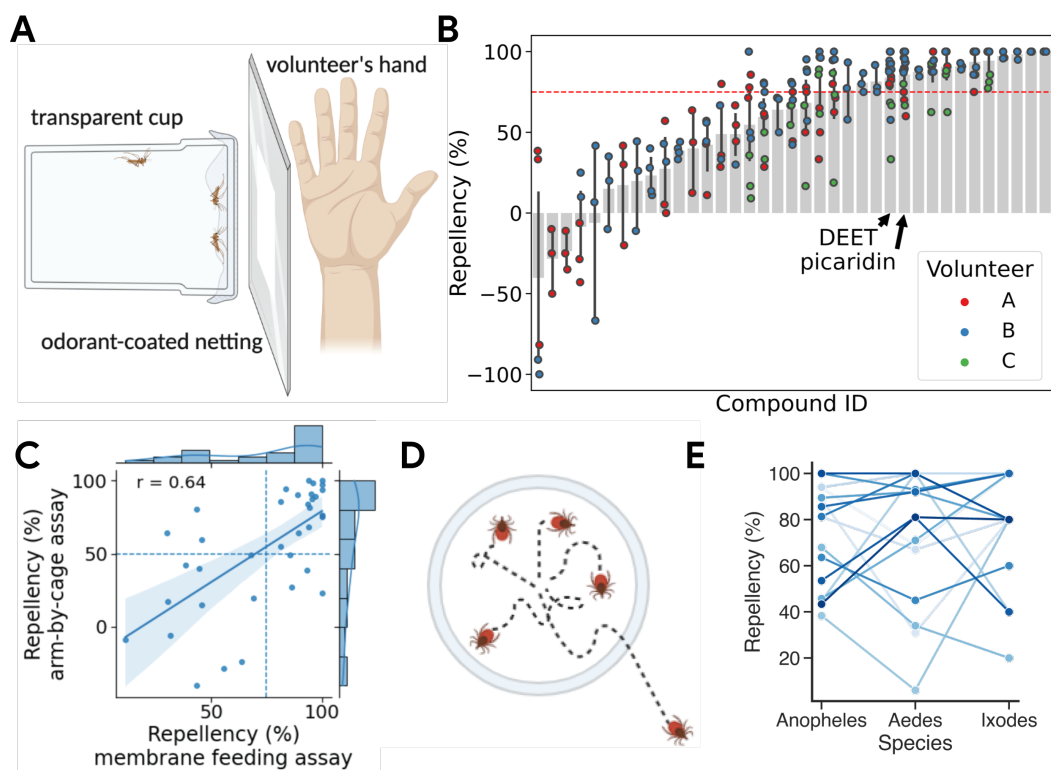 A
transparent cup
volunteer's hand
odorant-coated netting
B
Repellency (%)
100
50
0
−50
−100
DEET
picaridin
Volunteer
A
B
C
Compound ID
C
r = 0.64
Repellency (%)
arm-by-cage assay
100
50
0
50
100
Repellency (%)
membrane feeding assay
D
E
Repellency (%)
100
80
60
40
20
Anopheles
Aedes
Ixodes
Species